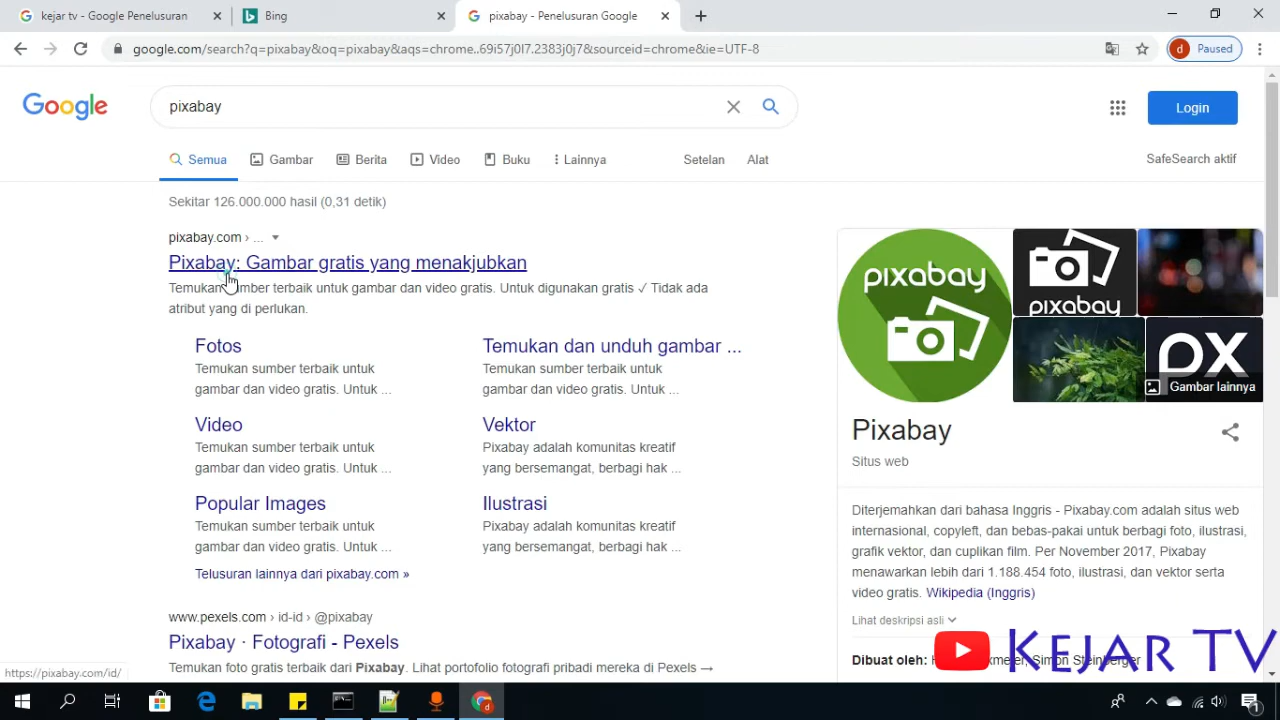 kejar tv - Google Penelusuran
Bing
pixabay - Penelusuran Google
google.com/search?q=pixabay&oq=pixabay&aqs=chrome..69i57j0l7.2383j0j7&sourceid=chrome&ie=UTF-8
d Paused
Google
pixabay
Login
Semua Gambar Berita Video Buku Lainnya Setelan Alat
SafeSearch aktif
Sekitar 126.000.000 hasil (0,31 detik)
pixabay.com › ...
Pixabay: Gambar gratis yang menakjubkan
Temukan sumber terbaik untuk gambar dan video gratis. Untuk digunakan gratis ✓ Tidak ada
atribut yang di perlukan.
Fotos
Temukan sumber terbaik untuk
gambar dan video gratis. Untuk ...
Temukan dan unduh gambar ...
Temukan sumber terbaik untuk
gambar dan video gratis. Untuk ...
Video
Temukan sumber terbaik untuk
gambar dan video gratis. Untuk ...
Vektor
Pixabay adalah komunitas kreatif
yang bersemangat, berbagi hak ...
Popular Images
Temukan sumber terbaik untuk
gambar dan video gratis. Untuk ...
Ilustrasi
Pixabay adalah komunitas kreatif
yang bersemangat, berbagi hak ...
Telusuran lainnya dari pixabay.com »
www.pexels.com › id-id › @pixabay
Pixabay · Fotografi - Pexels
Temukan foto gratis terbaik dari Pixabay. Lihat portofolio fotografi pribadi mereka di Pexels →
pixabay
pixabay
px
Gambar lainnya
Pixabay
Situs web
Diterjemahkan dari bahasa Inggris - Pixabay.com adalah situs web
internasional, copyleft, dan bebas-pakai untuk berbagi foto, ilustrasi,
grafik vektor, dan cuplikan film. Per November 2017, Pixabay
menawarkan lebih dari 1.188.454 foto, ilustrasi, dan vektor serta
video gratis. Wikipedia (Inggris)
Lihat deskripsi asli
Dibuat oleh: Simon Steinberger
Kejar TV
https://pixabay.com/id/
d
1